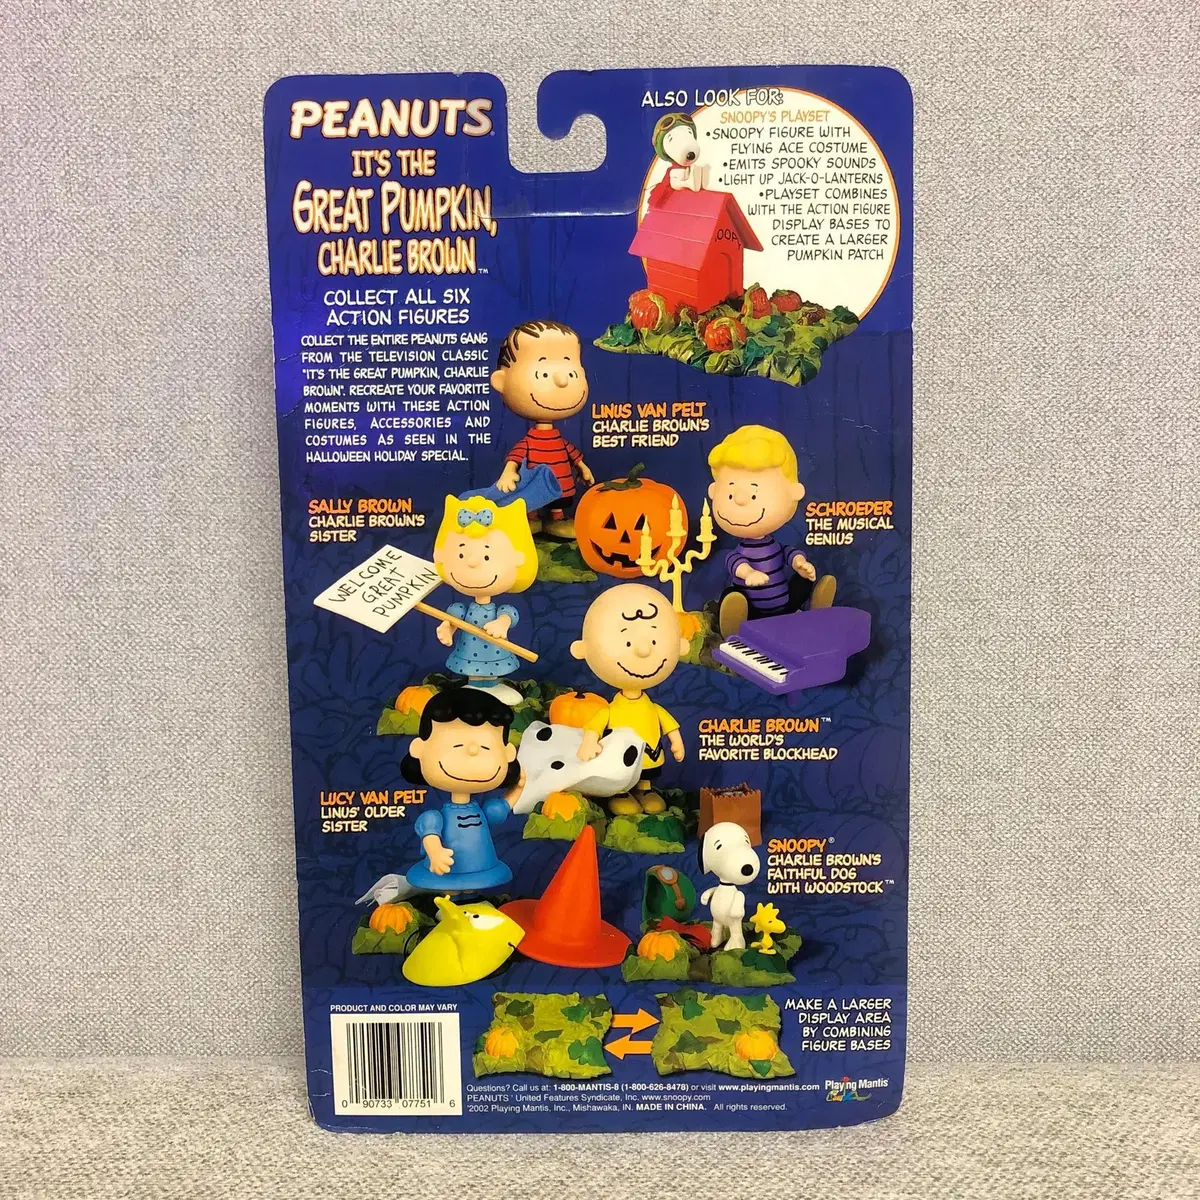 PEANUTS
IT'S THE
GREAT PUMPKIN,
CHARLIE BROWN™
COLLECT ALL SIX
ACTION FIGURES
COLLECT THE ENTIRE PEANUTS GANG
FROM THE TELEVISION CLASSIC
"IT'S THE GREAT PUMPKIN, CHARLIE
BROWN". RECREATE YOUR FAVORITE
MOMENTS WITH THESE ACTION
FIGURES, ACCESSORIES AND
COSTUMES AS SEEN IN THE
HALLOWEEN HOLIDAY SPECIAL.
ALSO LOOK FOR:
SNOOPY'S PLAYSET
•SNOOPY FIGURE WITH
FLYING ACE COSTUME
•EMITS SPOOKY SOUNDS
•LIGHT UP JACK-O-LANTERNS
•PLAYSET COMBINES
WITH THE ACTION FIGURE
DISPLAY BASES TO
CREATE A LARGER
PUMPKIN PATCH
LINUS VAN PELT
CHARLIE BROWN'S
BEST FRIEND
SALLY BROWN
CHARLIE BROWN'S
SISTER
SCHROEDER
THE MUSICAL
GENIUS
WELCOME
GREAT
PUMPKIN
CHARLIE BROWN™
THE WORLD'S
FAVORITE BLOCKHEAD
LUCY VAN PELT
LINUS' OLDER
SISTER
SNOOPY®
CHARLIE BROWN'S
FAITHFUL DOG
WITH WOODSTOCK™
PRODUCT AND COLOR MAY VARY
0 90733 07751 6
MAKE A LARGER
DISPLAY AREA
BY COMBINING
FIGURE BASES
Questions? Call us at: 1-800-MANTIS-8 (1-800-626-8478) or visit www.playingmantis.com
Playing Mantis
PEANUTS © United Features Syndicate, Inc. www.snoopy.com
©2002 Playing Mantis, Inc., Mishawaka, IN. MADE IN CHINA. All rights reserved.